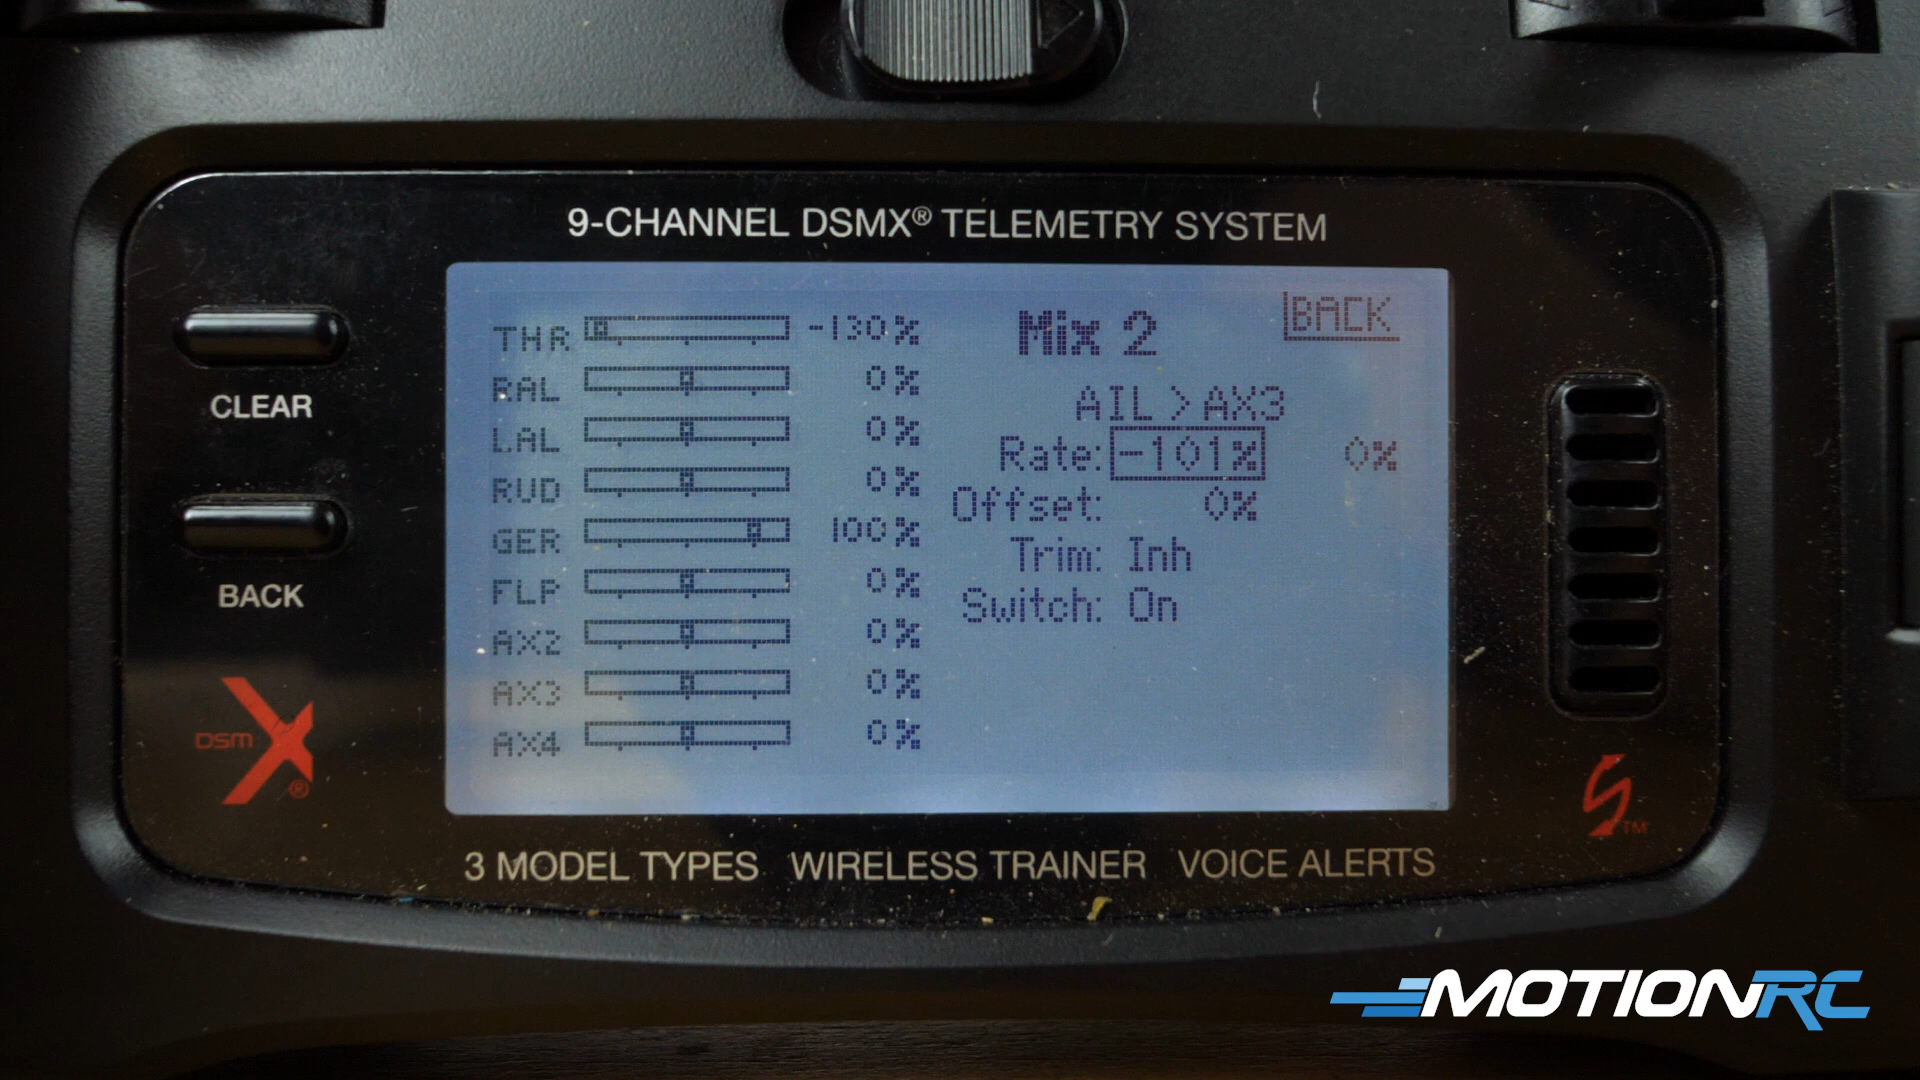 9-CHANNEL DSMX® TELEMETRY SYSTEM
CLEAR
BACK
DSM X®
THR -130%
RAL 0%
LAL 0%
RUD 0%
GER 100%
FLP 0%
AX2 0%
AX3 0%
AX4 0%
Mix 2
BACK
AIL > AX3
Rate: -101% 0%
Offset: 0%
Trim: Inh
Switch: On
TM
3 MODEL TYPES WIRELESS TRAINER VOICE ALERTS
MOTIONRC